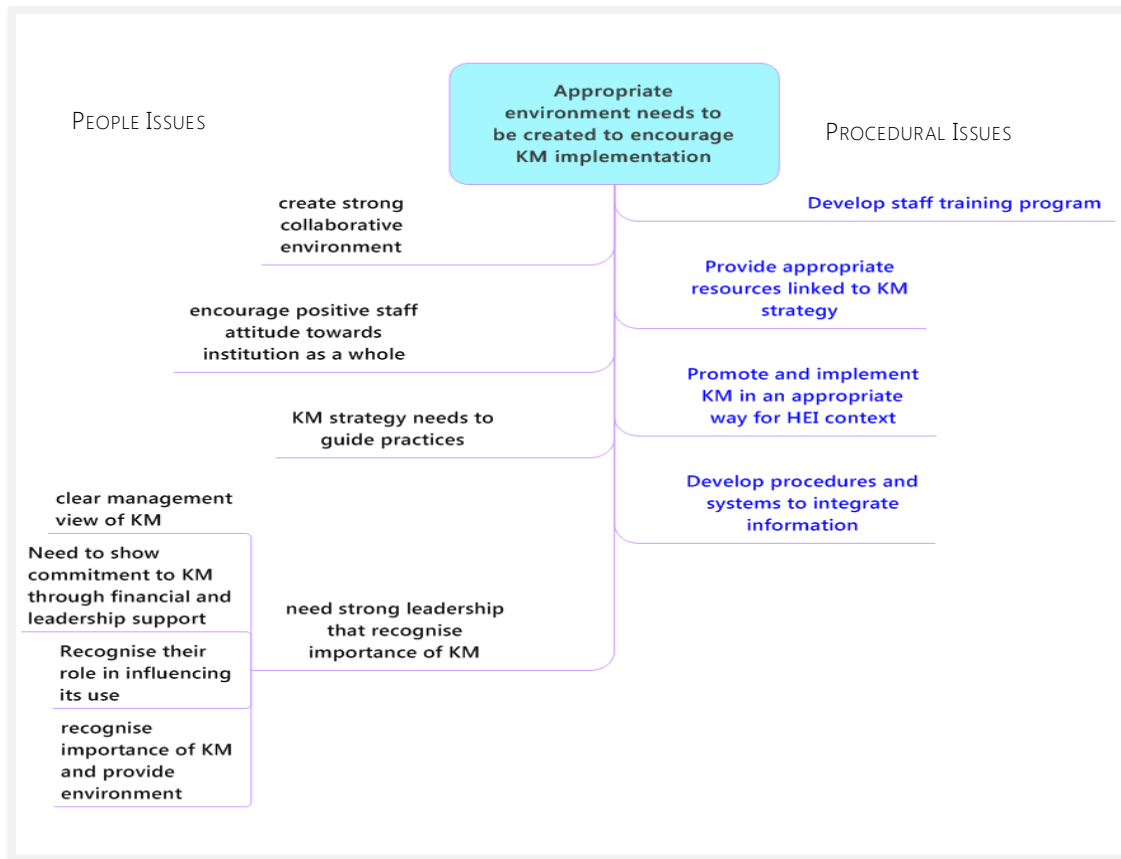 Appropriate
environment needs to
be created to encourage
KM implementation
PEOPLE ISSUES
create strong
collaborative
environment
encourage positive staff
attitude towards
institution as a whole
KM strategy needs to
guide practices
need strong leadership
that recognise
importance of KM
clear management
view of KM
Need to show
commitment to KM
through financial and
leadership support
Recognise their
role in influencing
its use
recognise
importance of KM
and provide
environment
PROCEDURAL ISSUES
Develop staff training program
Provide appropriate
resources linked to KM
strategy
Promote and implement
KM in an appropriate
way for HEI context
Develop procedures and
systems to integrate
information